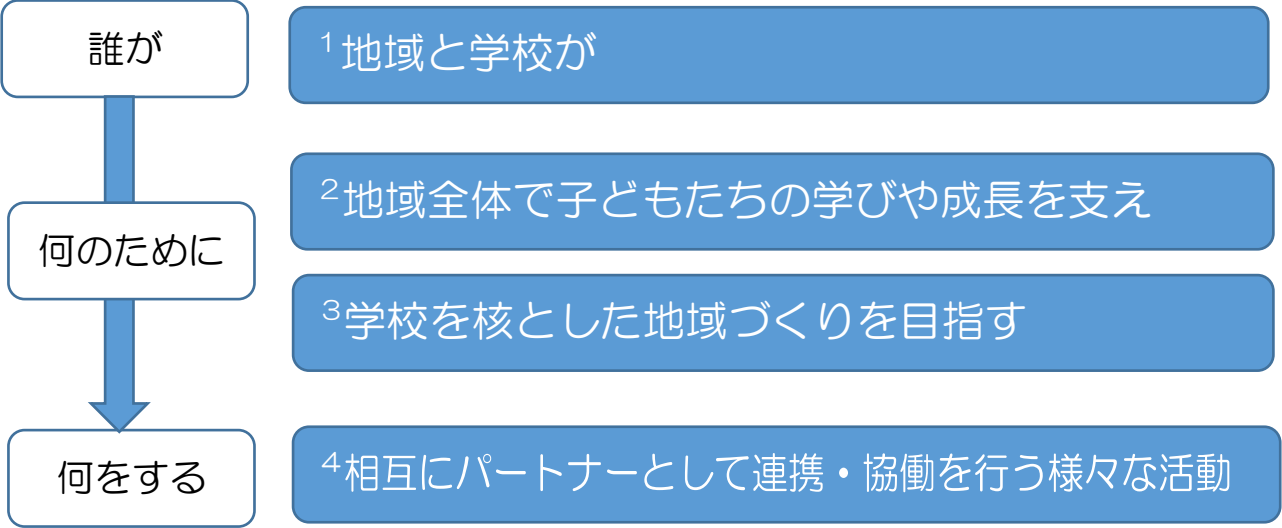 誰が
¹地域と学校が
何のために
²地域全体で子どもたちの学びや成長を支え
³学校を核とした地域づくりを目指す
何をする
⁴相互にパートナーとして連携・協働を行う様々な活動